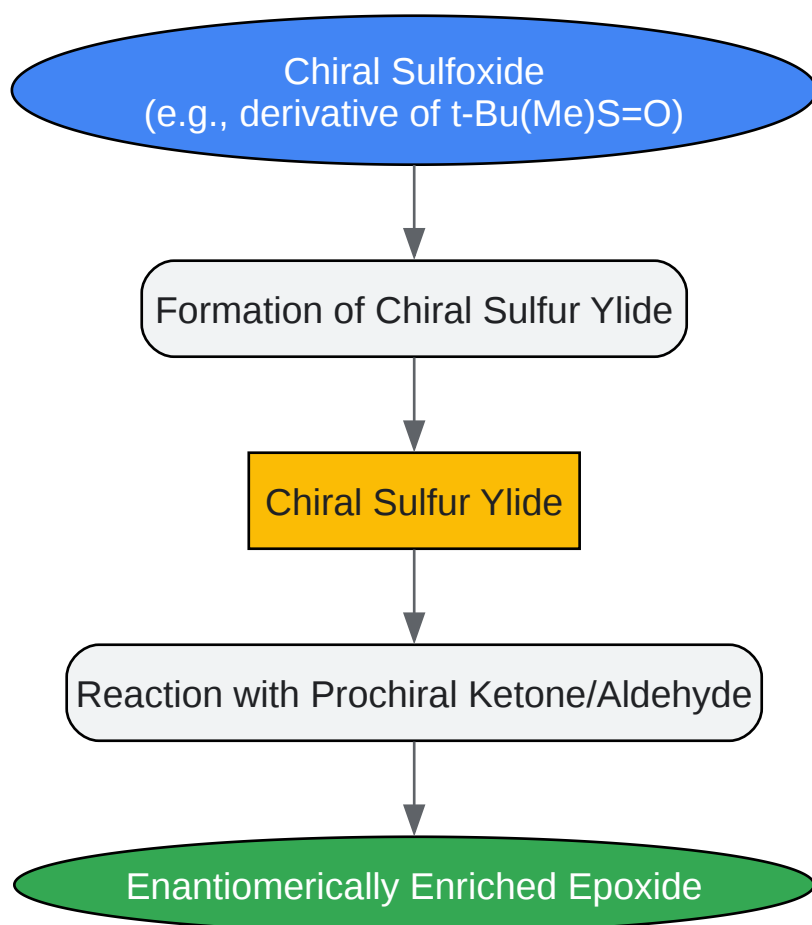 Chiral Sulfoxide
(e.g., derivative of t-Bu(Me)S=O)
Formation of Chiral Sulfur Ylide
Chiral Sulfur Ylide
Reaction with Prochiral Ketone/Aldehyde
Enantiomerically Enriched Epoxide